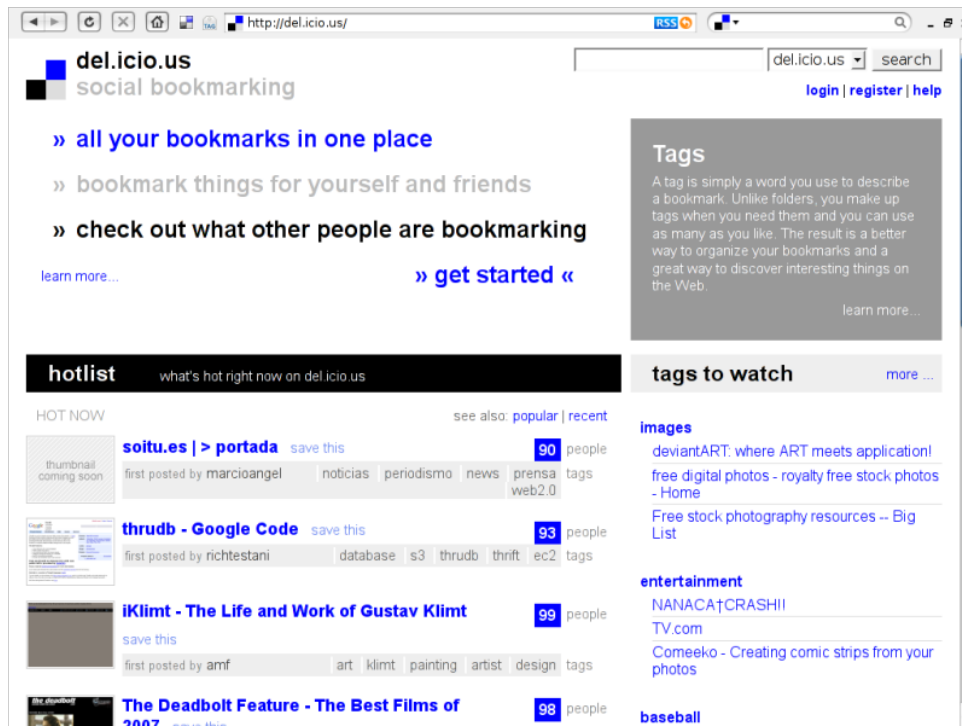 http://del.icio.us/
RSS
del.icio.us
social bookmarking
del.icio.us
search
login | register | help
» all your bookmarks in one place
» bookmark things for yourself and friends
» check out what other people are bookmarking
learn more...
» get started «
Tags
A tag is simply a word you use to describe
a bookmark. Unlike folders, you make up
tags when you need them and you can use
as many as you like. The result is a better
way to organize your bookmarks and a
great way to discover interesting things on
the Web.
learn more...
hotlist what's hot right now on del.icio.us
HOT NOW
see also: popular | recent
thumbnail
coming soon
soitu.es | > portada save this
90 people
first posted by marcioangel
noticias periodismo news prensa tags
web2.0
thrudb - Google Code save this
93 people
first posted by richtestani
database s3 thrudb thrift ec2 tags
iKlimt - The Life and Work of Gustav Klimt
99 people
save this
first posted by amf
art klimt painting artist design tags
the deadbolt
The Deadbolt Feature - The Best Films of
98 people
2007 save this
tags to watch
more ...
images
deviantART: where ART meets application!
free digital photos - royalty free stock photos
- Home
Free stock photography resources -- Big
List
entertainment
NANACA†CRASH!!
TV.com
Comeeko - Creating comic strips from your
photos
baseball